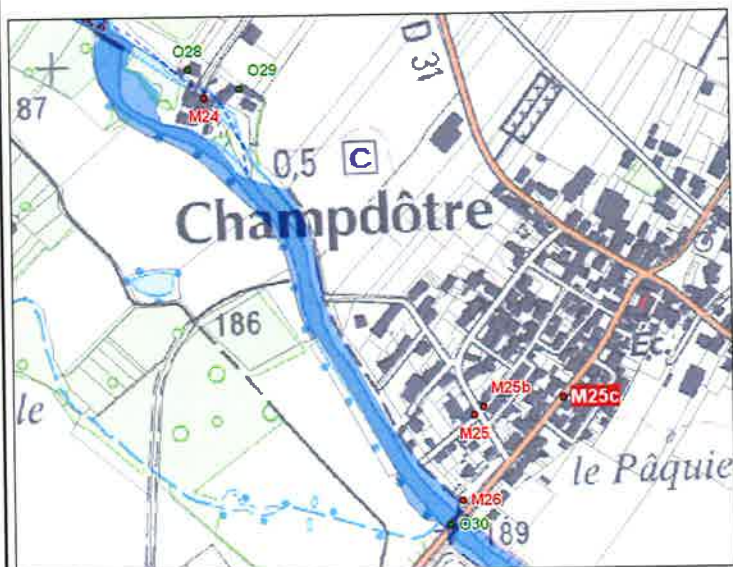 O28
O29
D 31
87
M24
0,5
C
Champdôtre
186
Éc.
M25b
M25c
M25
le
le Pâquie
M26
O30
189